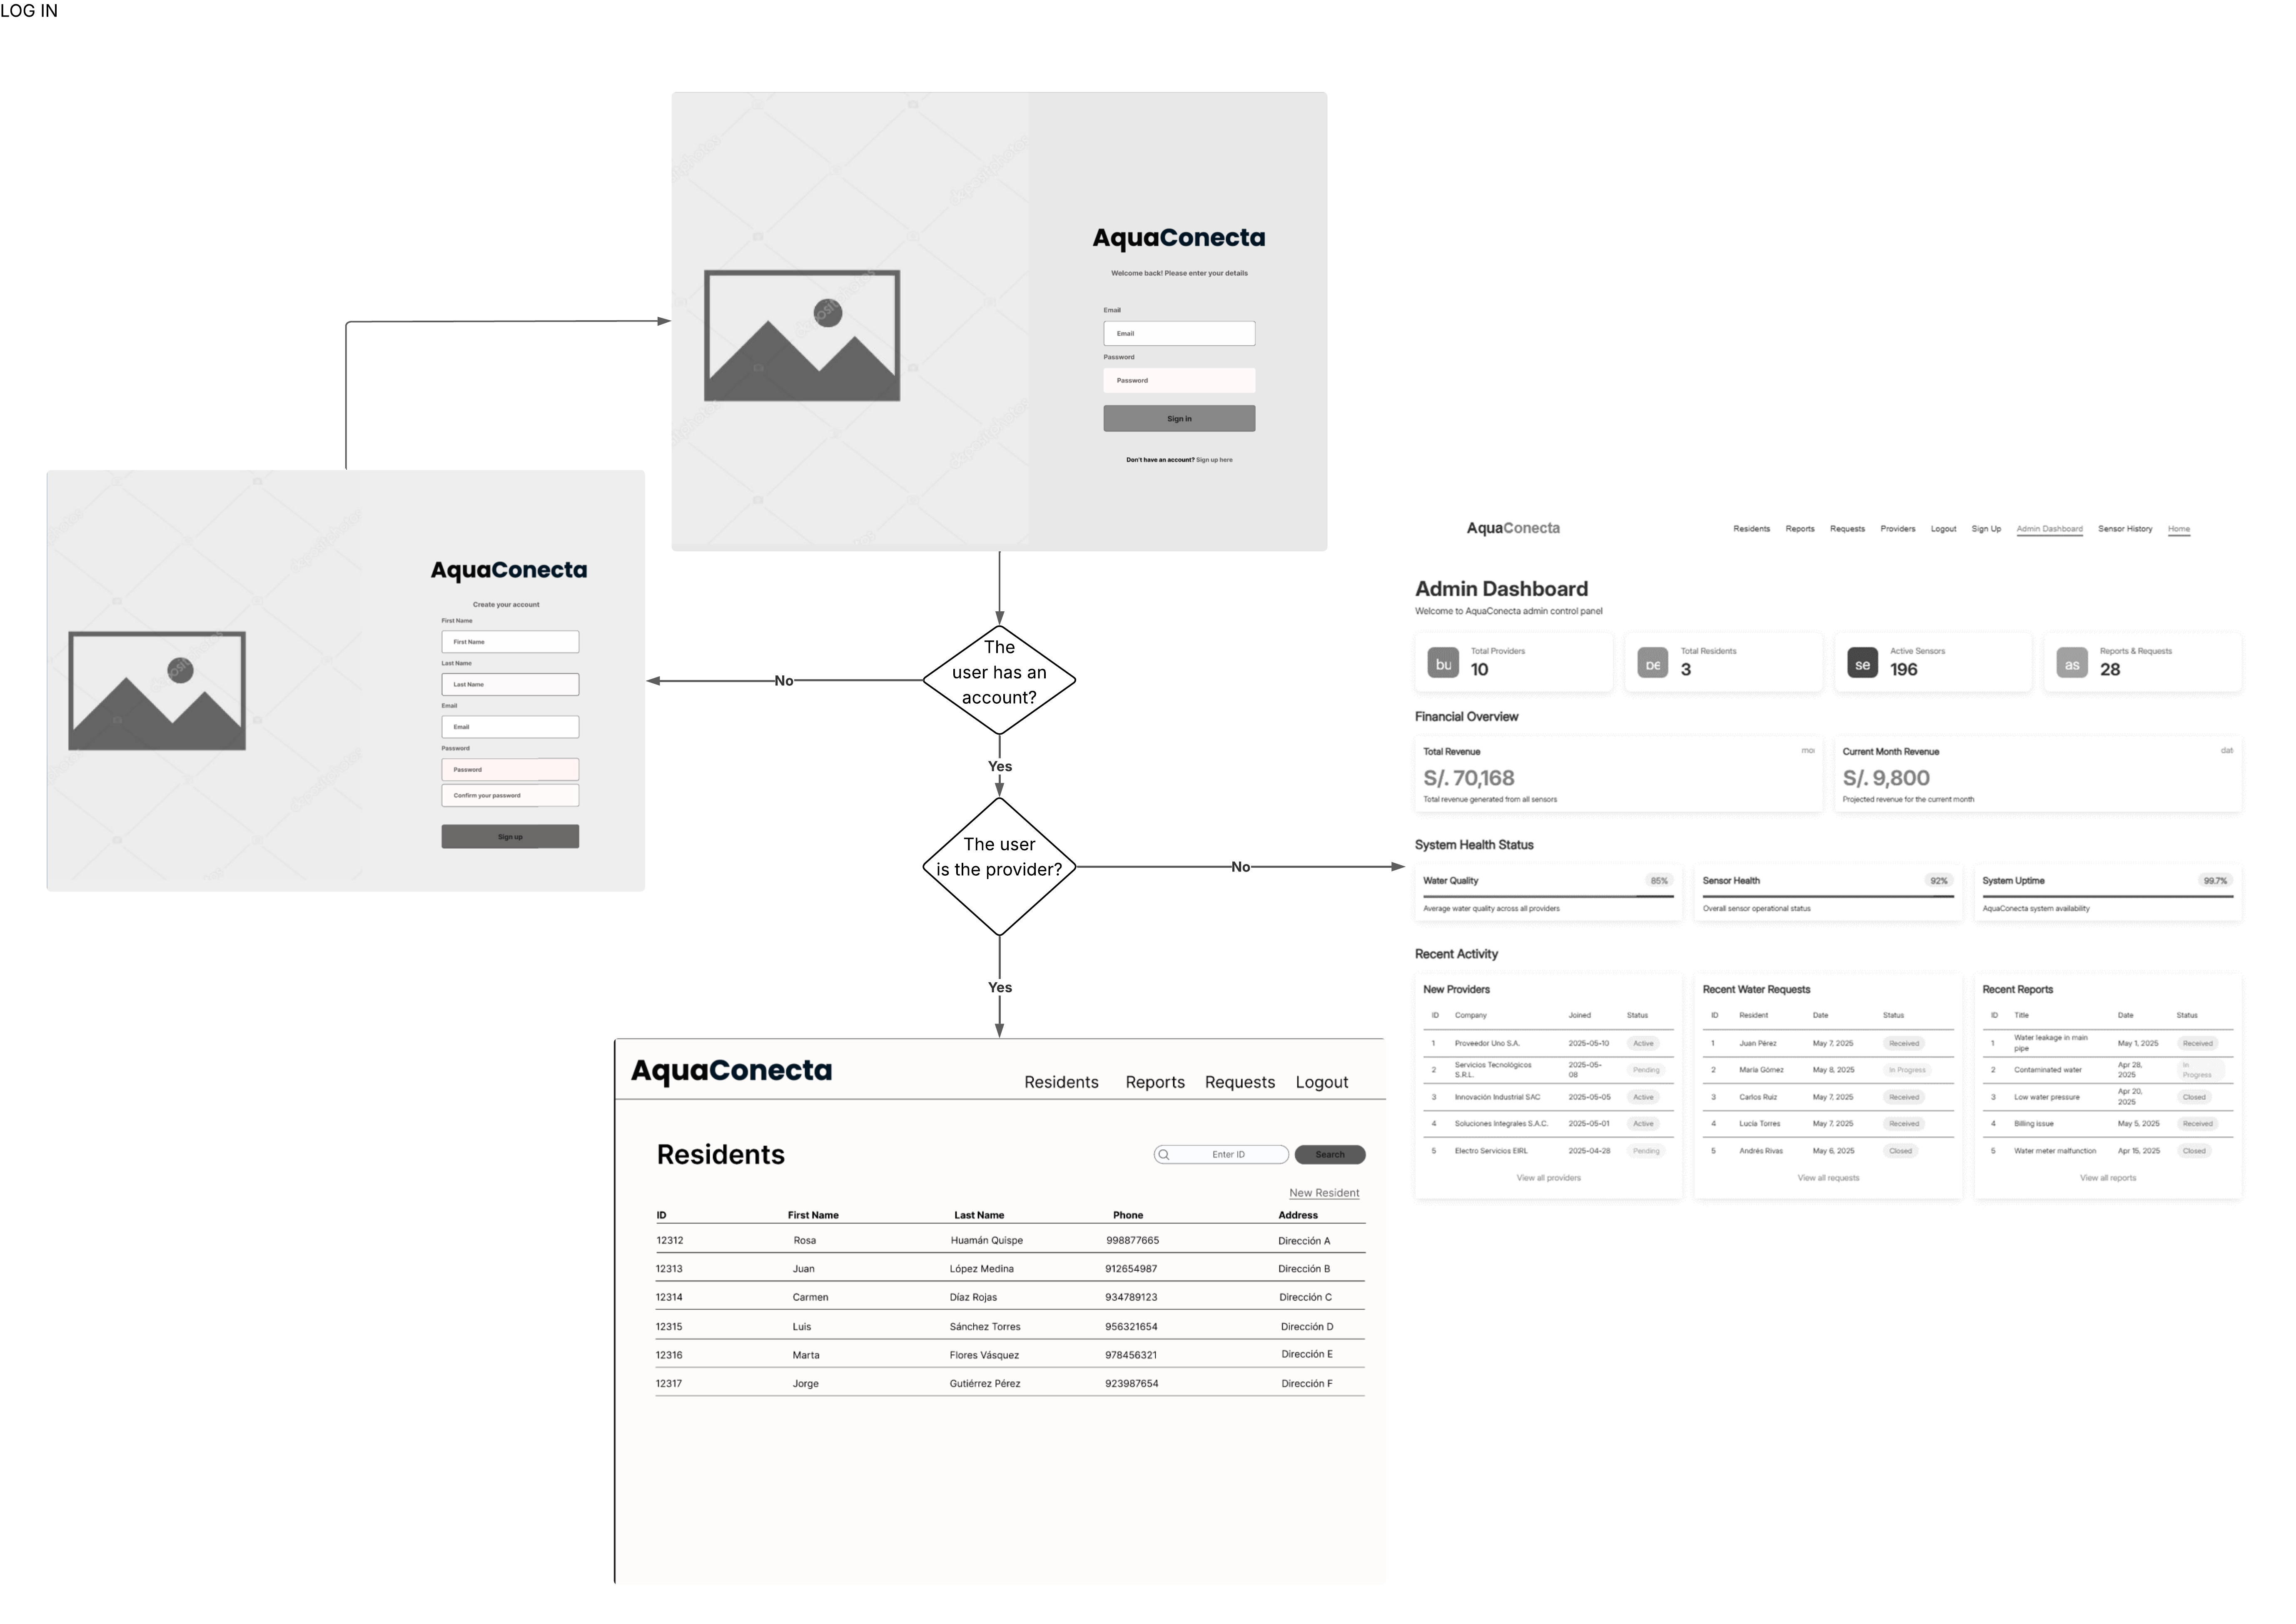 LOG IN
AquaConecta
Welcome back! Please enter your details
Email
Email
Password
Password
Sign in
Don't have an account? Sign up here
AquaConecta
Create your account
First Name
First Name
Last Name
Last Name
Email
Email
Password
Password
Confirm your password
Sign up
The
user has an
account?
No
Yes
The user
is the provider?
No
Yes
AquaConecta
Residents Reports Requests Logout
Residents
Enter ID
Search
New Resident
ID First Name Last Name Phone Address
12312 Rosa Huamán Quispe 998877665 Dirección A
12313 Juan López Medina 912654987 Dirección B
12314 Carmen Díaz Rojas 934789123 Dirección C
12315 Luis Sánchez Torres 956321654 Dirección D
12316 Marta Flores Vásquez 978456321 Dirección E
12317 Jorge Gutiérrez Pérez 923987654 Dirección F
AquaConecta
Residents Reports Requests Providers Logout Sign Up Admin Dashboard Sensor History Home
Admin Dashboard
Welcome to AquaConecta admin control panel
bu
Total Providers
10
pe
Total Residents
3
se
Active Sensors
196
as
Reports & Requests
28
Financial Overview
Total Revenue
S/. 70,168
Total revenue generated from all sensors
Current Month Revenue
dat
S/. 9,800
Projected revenue for the current month
System Health Status
Water Quality 85%
Average water quality across all providers
Sensor Health 92%
Overall sensor operational status
System Uptime 99.7%
AquaConecta system availability
Recent Activity
New Providers
ID Company Joined Status
1 Proveedor Uno S.A. 2025-05-10 Active
2 Servicios Tecnológicos S.R.L. 2025-05-08 Pending
3 Innovación Industrial SAC 2025-05-05 Active
4 Soluciones Integrales S.A.C. 2025-05-01 Active
5 Electro Servicios EIRL 2025-04-28 Pending
View all providers
Recent Water Requests
ID Resident Date Status
1 Juan Pérez May 7, 2025 Received
2 María Gómez May 8, 2025 In Progress
3 Carlos Ruiz May 7, 2025 Received
4 Lucía Torres May 7, 2025 Received
5 Andrés Rivas May 6, 2025 Closed
View all requests
Recent Reports
ID Title Date Status
1 Water leakage in main pipe May 1, 2025 Received
2 Contaminated water Apr 28, 2025 In Progress
3 Low water pressure Apr 20, 2025 Closed
4 Billing issue May 5, 2025 Received
5 Water meter malfunction Apr 15, 2025 Closed
View all reports